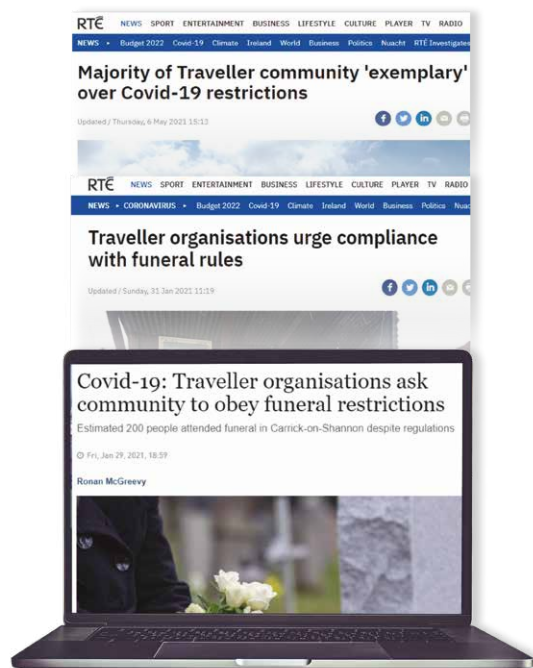 RTÉ NEWS SPORT ENTERTAINMENT BUSINESS LIFESTYLE CULTURE PLAYER TV RADIO
NEWS ▸ Budget 2022 Covid-19 Climate Ireland World Business Politics Nuacht RTÉ Investigates
Majority of Traveller community 'exemplary'
over Covid-19 restrictions
Updated / Thursday, 6 May 2021 15:13
RTÉ NEWS SPORT ENTERTAINMENT BUSINESS LIFESTYLE CULTURE PLAYER TV RADIO
NEWS ▸ CORONAVIRUS ▸ Budget 2022 Covid-19 Climate Ireland World Business Politics
Traveller organisations urge compliance
with funeral rules
Updated / Sunday, 31 Jan 2021 11:19
Covid-19: Traveller organisations ask
community to obey funeral restrictions
Estimated 200 people attended funeral in Carrick-on-Shannon despite regulations
Fri, Jan 29, 2021, 18:59
Ronan McGreevy